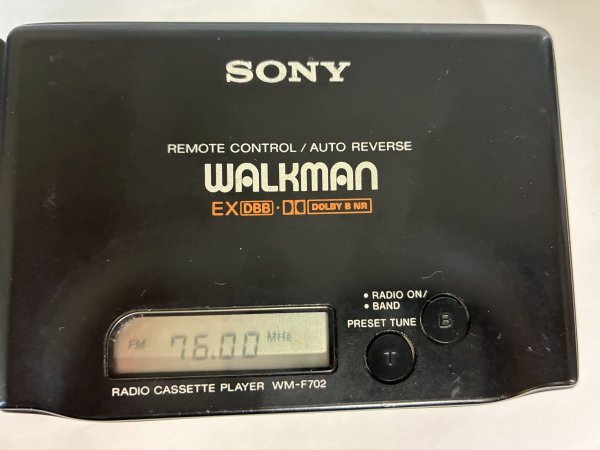 SONY
REMOTE CONTROL / AUTO REVERSE
WALKMAN
EX DBB · DOLBY B NR
• RADIO ON/
• BAND
PRESET TUNE
B
T
FM 76.00 MHz
RADIO CASSETTE PLAYER WM-F702